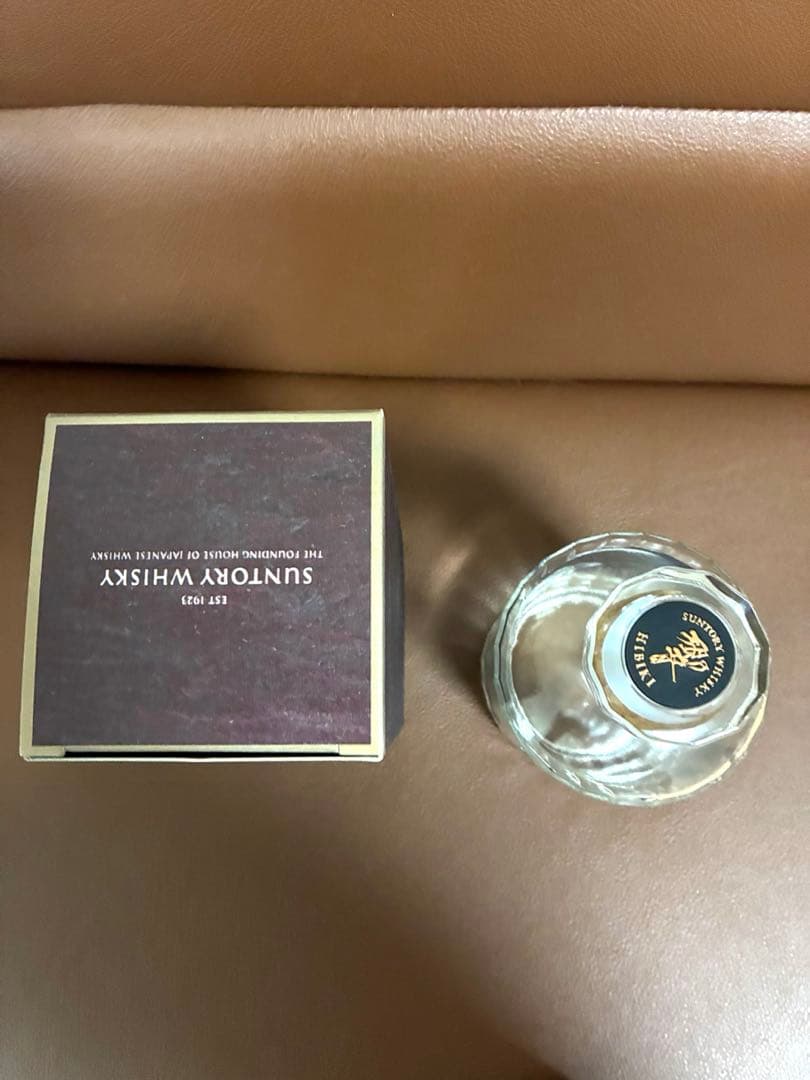 EST 1923
SUNTORY WHISKY
THE FOUNDING HOUSE OF JAPANESE WHISKY
SUNTORY WHISKY
響
HIBIKI